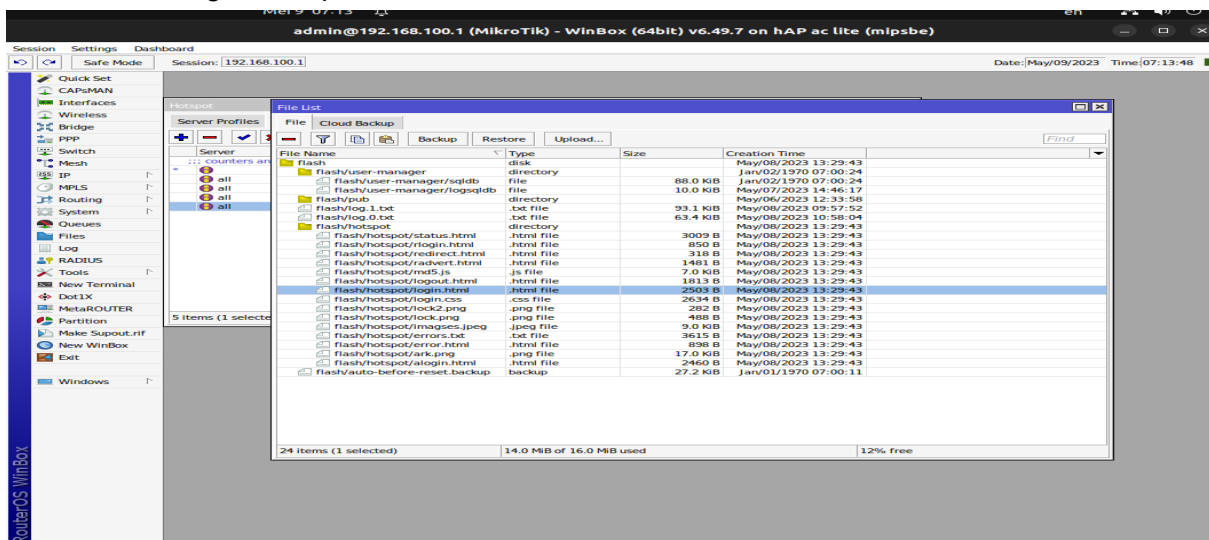 Mei 9 07:13
en
admin@192.168.100.1 (MikroTik) - WinBox (64bit) v6.49.7 on hAP ac lite (mipsbe)
Session Settings Dashboard
Safe Mode Session: 192.168.100.1 Date: May/09/2023 Time: 07:13:48
Quick Set
CAPsMAN
Interfaces
Wireless
Bridge
PPP
Switch
Mesh
IP
MPLS
Routing
System
Queues
Files
Log
RADIUS
Tools
New Terminal
Dot1X
MetaROUTER
Partition
Make Supout.rif
New WinBox
Exit
Windows
RouterOS WinBox
Hotspot
Server Profiles
Server
::: counters an
*
all
all
all
all
5 items (1 selecte
File List
File Cloud Backup
Backup Restore Upload... Find
File Name Type Size Creation Time
flash disk May/08/2023 13:29:43
flash/user-manager directory Jan/02/1970 07:00:24
flash/user-manager/sqldb file 88.0 KiB Jan/02/1970 07:00:24
flash/user-manager/logsqldb file 10.0 KiB May/07/2023 14:46:17
flash/pub directory May/06/2023 12:33:58
flash/log.1.txt .txt file 93.1 KiB May/08/2023 09:57:52
flash/log.0.txt .txt file 63.4 KiB May/08/2023 10:58:04
flash/hotspot directory May/08/2023 13:29:43
flash/hotspot/status.html .html file 3009 B May/08/2023 13:29:43
flash/hotspot/rlogin.html .html file 850 B May/08/2023 13:29:43
flash/hotspot/redirect.html .html file 318 B May/08/2023 13:29:43
flash/hotspot/radvert.html .html file 1481 B May/08/2023 13:29:43
flash/hotspot/md5.js .js file 7.0 KiB May/08/2023 13:29:43
flash/hotspot/logout.html .html file 1813 B May/08/2023 13:29:43
flash/hotspot/login.html .html file 2503 B May/08/2023 13:29:43
flash/hotspot/login.css .css file 2634 B May/08/2023 13:29:43
flash/hotspot/lock2.png .png file 282 B May/08/2023 13:29:43
flash/hotspot/lock.png .png file 488 B May/08/2023 13:29:43
flash/hotspot/imagses.jpeg .jpeg file 9.0 KiB May/08/2023 13:29:43
flash/hotspot/errors.txt .txt file 3615 B May/08/2023 13:29:43
flash/hotspot/error.html .html file 898 B May/08/2023 13:29:43
flash/hotspot/ark.png .png file 17.0 KiB May/08/2023 13:29:43
flash/hotspot/alogin.html .html file 2460 B May/08/2023 13:29:43
flash/auto-before-reset.backup backup 27.2 KiB Jan/01/1970 07:00:11
24 items (1 selected) 14.0 MiB of 16.0 MiB used 12% free